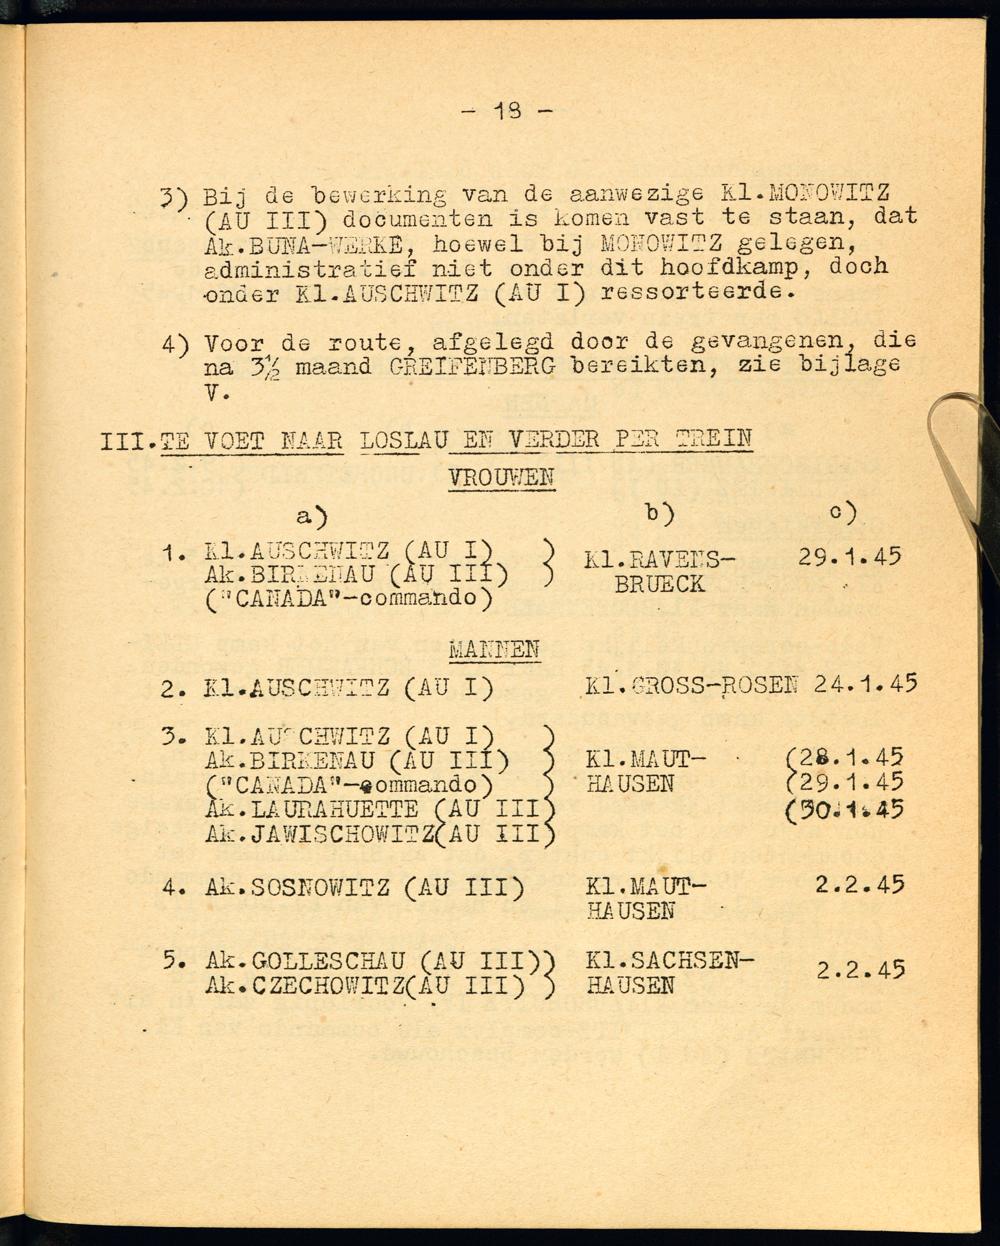 - 18 -
3) Bij de bewerking van de aanwezige Kl.MONOWITZ
(AU III) documenten is komen vast te staan, dat
Ak.BUNA-WERKE, hoewel bij MONOWITZ gelegen,
administratief niet onder dit hoofdkamp, doch
onder Kl.AUSCHWITZ (AU I) ressorteerde.
4) Voor de route, afgelegd door de gevangenen, die
na 3½ maand GREIFENBERG bereikten, zie bijlage
V.
III.TE VOET NAAR LOSLAU EN VERDER PER TREIN
VROUWEN
a) b) c)
1. Kl.AUSCHWITZ (AU I) ) Kl.RAVENS- 29.1.45
Ak.BIRKENAU (AU III) ) BRUECK
("CANADA"-commando)
MANNEN
2. Kl.AUSCHWITZ (AU I) Kl.GROSS-ROSEN 24.1.45
3. Kl.AUSCHWITZ (AU I) )
Ak.BIRKENAU (AU III) ) Kl.MAUT- (28.1.45
("CANADA"-commando) ) HAUSEN (29.1.45
Ak.LAURAHUETTE (AU III) (30.1.45
Ak.JAWISCHOWITZ(AU III)
4. Ak.SOSNOWITZ (AU III) Kl.MAUT- 2.2.45
HAUSEN
5. Ak.GOLLESCHAU (AU III)) Kl.SACHSEN- 2.2.45
Ak.CZECHOWITZ(AU III) ) HAUSEN